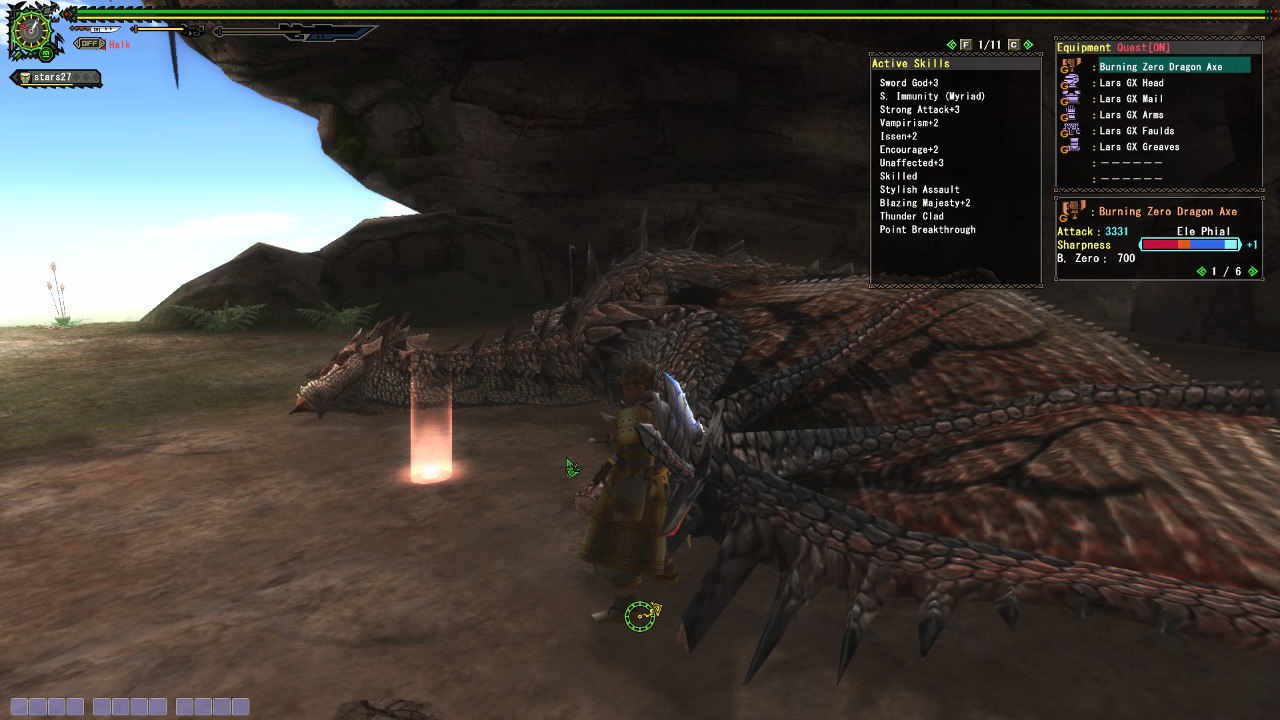 OFF Halk
stars27
F 1/11 C
Active Skills
Sword God+3
S. Immunity (Myriad)
Strong Attack+3
Vampirism+2
Issen+2
Encourage+2
Unaffected+3
Skilled
Stylish Assault
Blazing Majesty+2
Thunder Clad
Point Breakthrough
Equipment Quest[ON]
: Burning Zero Dragon Axe
: Lars GX Head
: Lars GX Mail
: Lars GX Arms
: Lars GX Faulds
: Lars GX Greaves
: ――――――
: ――――――
: Burning Zero Dragon Axe
Attack : 3331 Ele Phial
Sharpness +1
B. Zero : 700
1 / 6